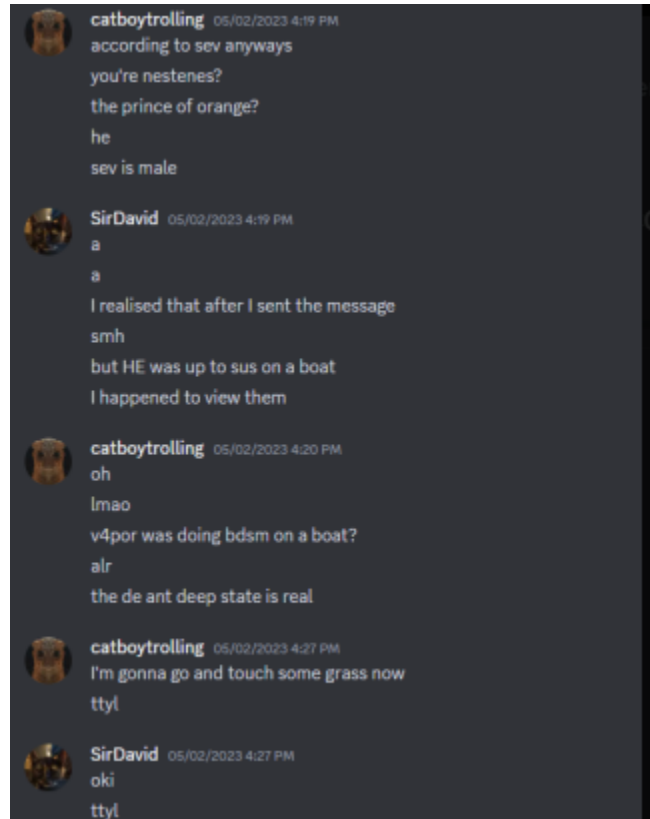 catboytrolling 05/02/2023 4:19 PM
according to sev anyways
you're nestenes?
the prince of orange?
he
sev is male
SirDavid 05/02/2023 4:19 PM
a
a
I realised that after I sent the message
smh
but HE was up to sus on a boat
I happened to view them
catboytrolling 05/02/2023 4:20 PM
oh
lmao
v4por was doing bdsm on a boat?
alr
the de ant deep state is real
catboytrolling 05/02/2023 4:27 PM
I'm gonna go and touch some grass now
ttyl
SirDavid 05/02/2023 4:27 PM
oki
ttyl